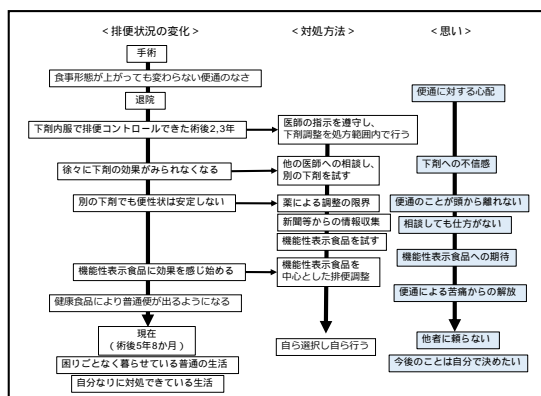 ＜排便状況の変化＞
手術
食事形態が上がっても変わらない便通のなさ
退院
下剤内服で排便コントロールできた術後2,3年
徐々に下剤の効果がみられなくなる
別の下剤でも便性状は安定しない
機能性表示食品に効果を感じ始める
健康食品により普通便が出るようになる
現在
（術後5年8か月）
困りごとなく暮らせている普通の生活
自分なりに対処できている生活
＜対処方法＞
医師の指示を遵守し、
下剤調整を処方範囲内で行う
他の医師への相談し、
別の下剤を試す
薬による調整の限界
新聞等からの情報収集
機能性表示食品を試す
機能性表示食品を
中心とした排便調整
自ら選択し自ら行う
＜思い＞
便通に対する心配
下剤への不信感
便通のことが頭から離れない
相談しても仕方がない
機能性表示食品への期待
便通による苦痛からの解放
他者に頼らない
今後のことは自分で決めたい